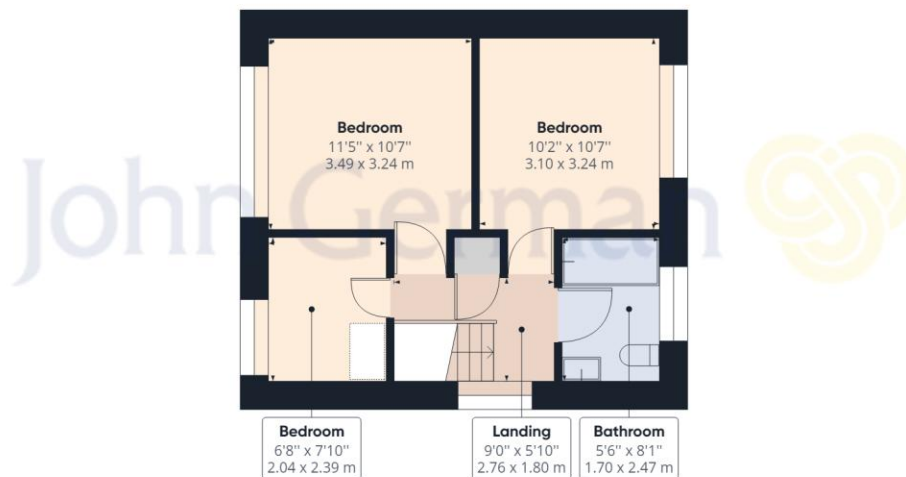 Bedroom
11'5" x 10'7"
3.49 x 3.24 m
Bedroom
10'2" x 10'7"
3.10 x 3.24 m
John German
Bedroom
6'8" x 7'10"
2.04 x 2.39 m
Landing
9'0" x 5'10"
2.76 x 1.80 m
Bathroom
5'6" x 8'1"
1.70 x 2.47 m